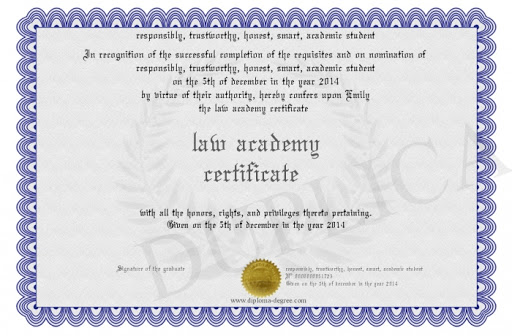 responsibly, trustworthy, honest, smart, academic student
In recognition of the successful completion of the requisites and on nomination of
responsibly, trustworthy, honest, smart, academic student
on the 5th of december in the year 2014
by virtue of their authority, hereby confers upon Emily
the law academy certificate
law academy
certificate
DUPLICA
with all the honors, rights, and privileges thereto pertaining.
Given on the 5th of december in the year 2014
Signature of the graduate
responsibly, trustworthy, honest, smart, academic student
Given on the 5th of december in the year 2014
www.diploma-degree.com